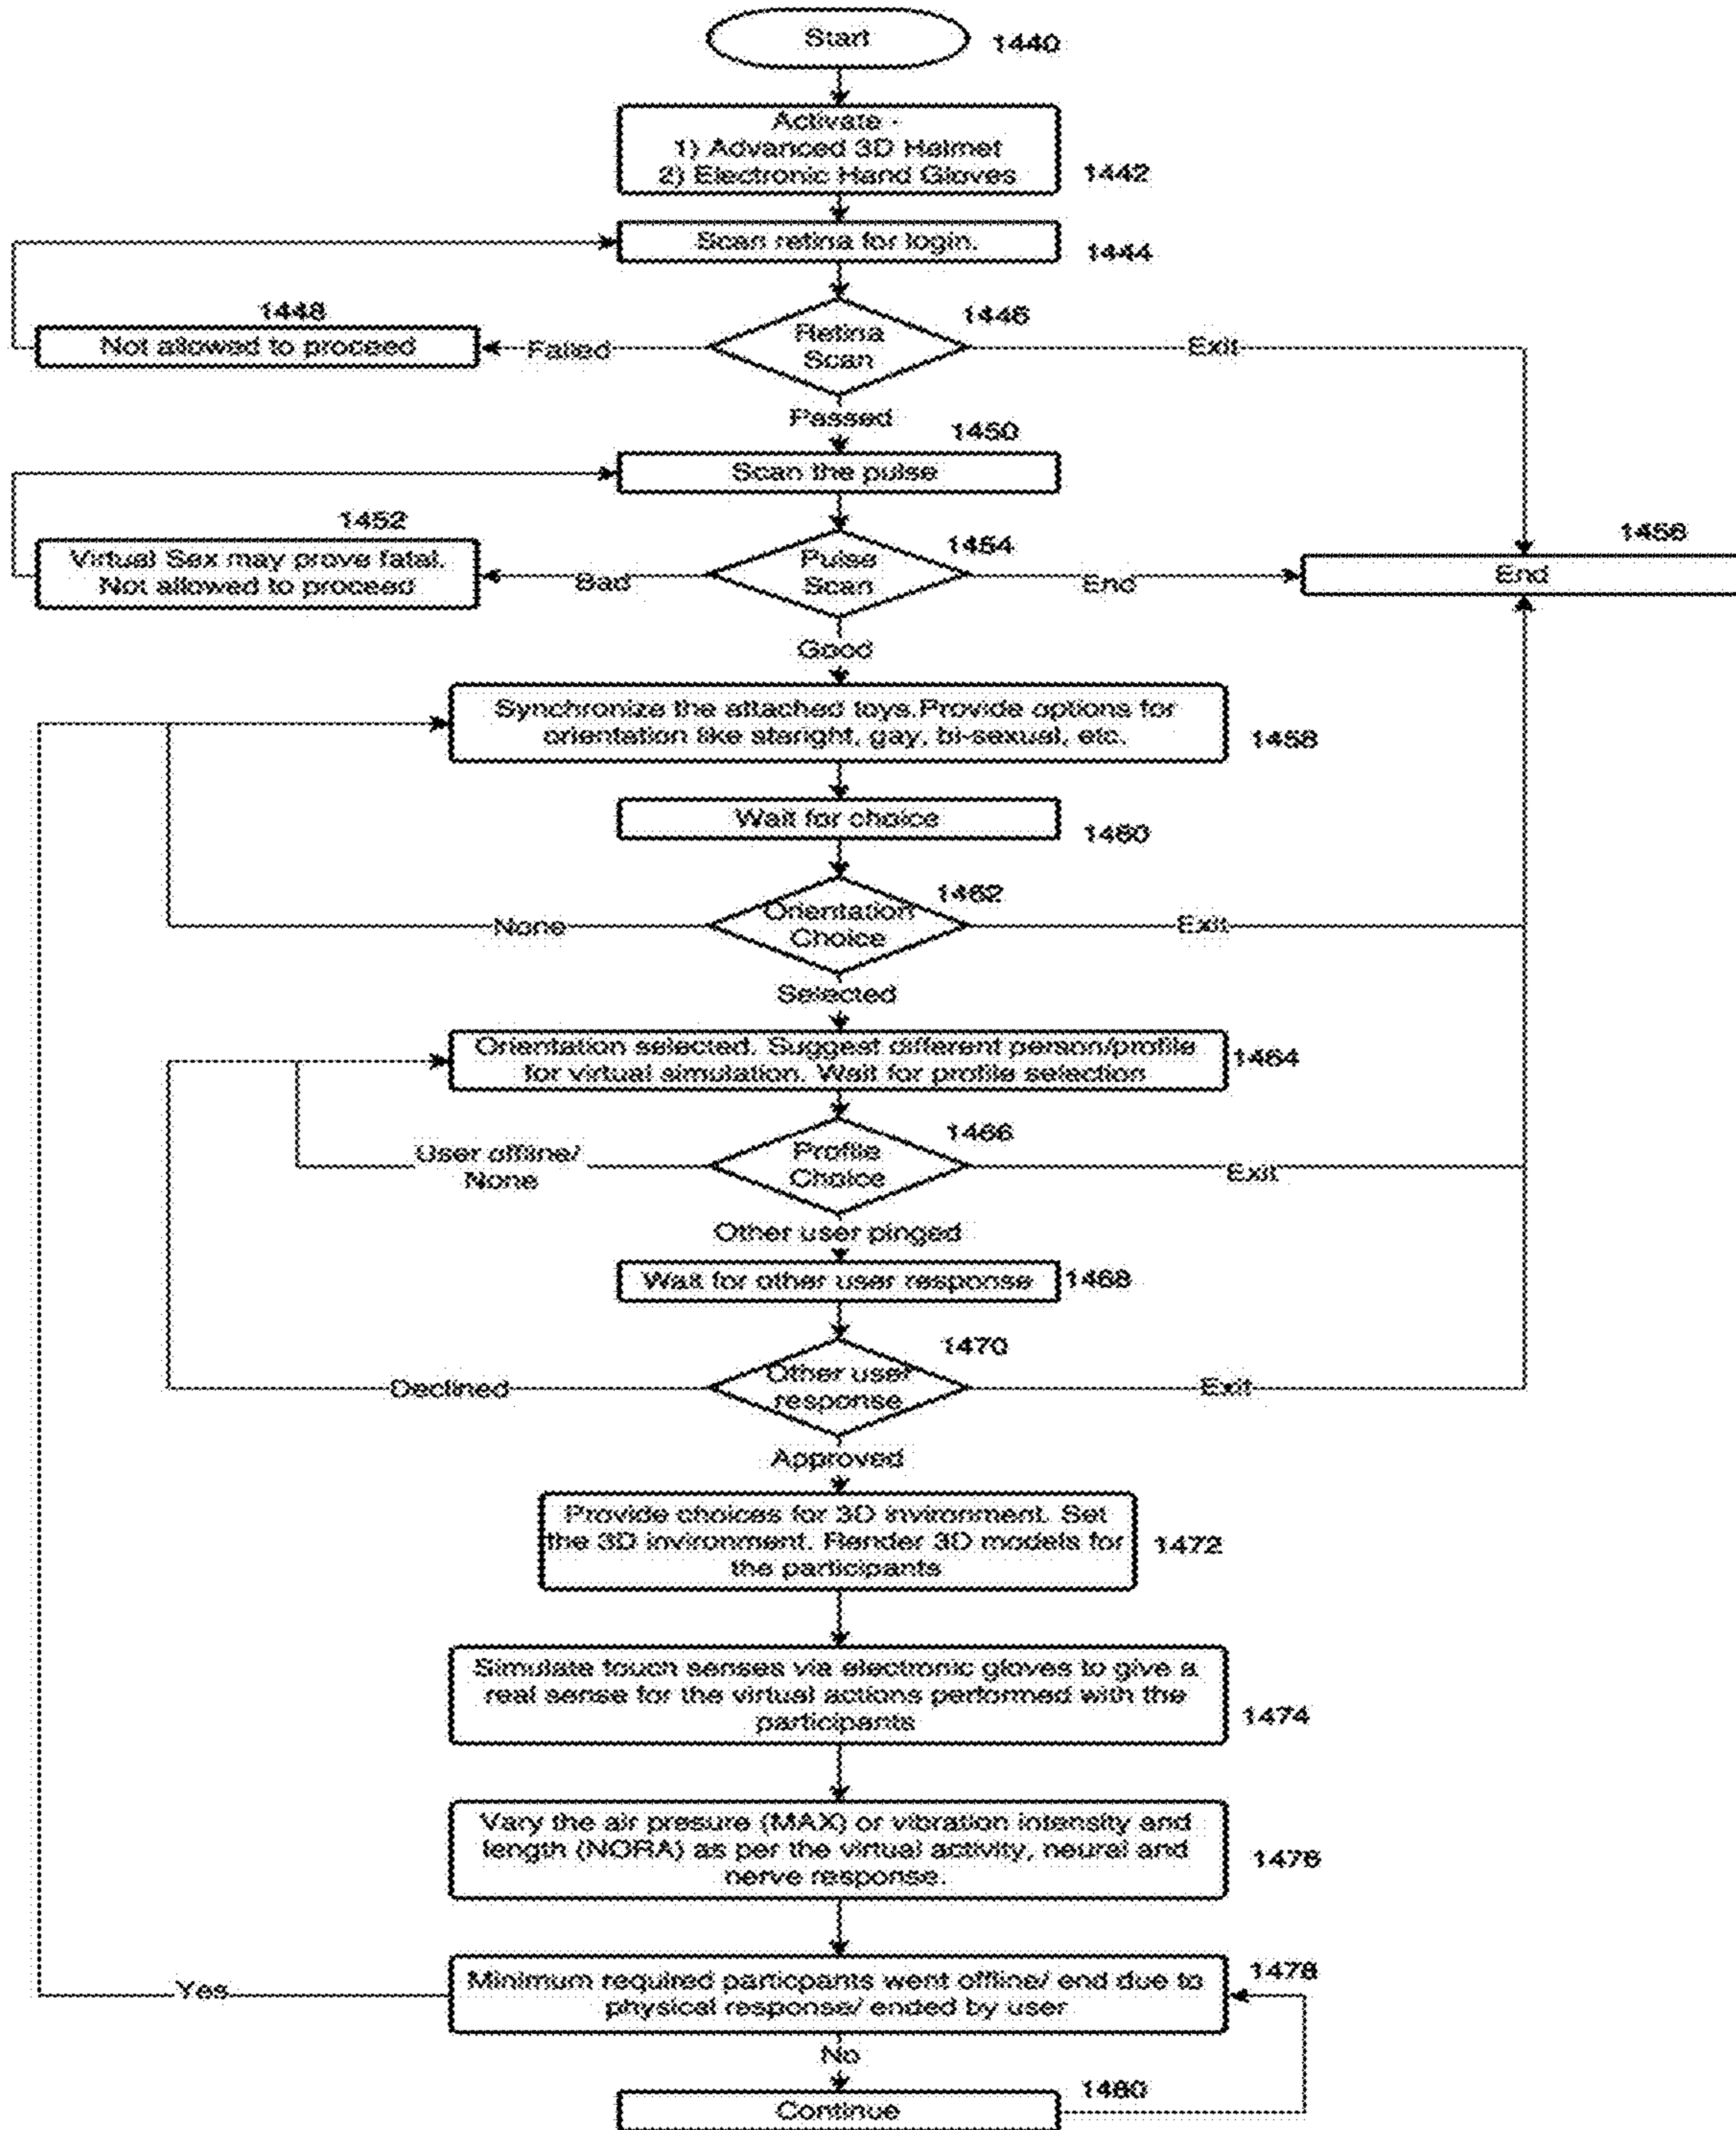 Start
1440
Activate -
1) Advanced 3D Helmet
2) Electronic Hand Gloves
1442
Scan retina for login.
1444
1448
Not allowed to proceed
Failed
Retina
Scan
1446
Exit
Passed
1450
Scan the pulse
1452
Virtual Sex may prove fatal.
Not allowed to proceed
Bad
Pulse
Scan
1454
End
1456
End
Good
Synchronize the attached toys.Provide options for
orientation like staright, gay, bi-sexual, etc.
1458
Wait for choice
1460
None
Orientation
Choice
1462
Exit
Selected
Orientation selected. Suggest different person/profile
for virtual simulation. Wait for profile selection
1464
User offline/
None
Profile
Choice
1466
Exit
Other user pinged
Wait for other user response
1468
Declined
Other user
response
1470
Exit
Approved
Provide choices for 3D invironment. Set
the 3D invironment. Render 3D models for
the participants
1472
Simulate touch senses via electronic gloves to give a
real sense for the virtual actions performed with the
participants
1474
Vary the air presure (MAX) or vibration intensity and
length (NORA) as per the virtual activity, neural and
nerve response.
1476
Yes
Minimum required particpants went offline/ end due to
physical response/ ended by user
1478
No
Continue
1480